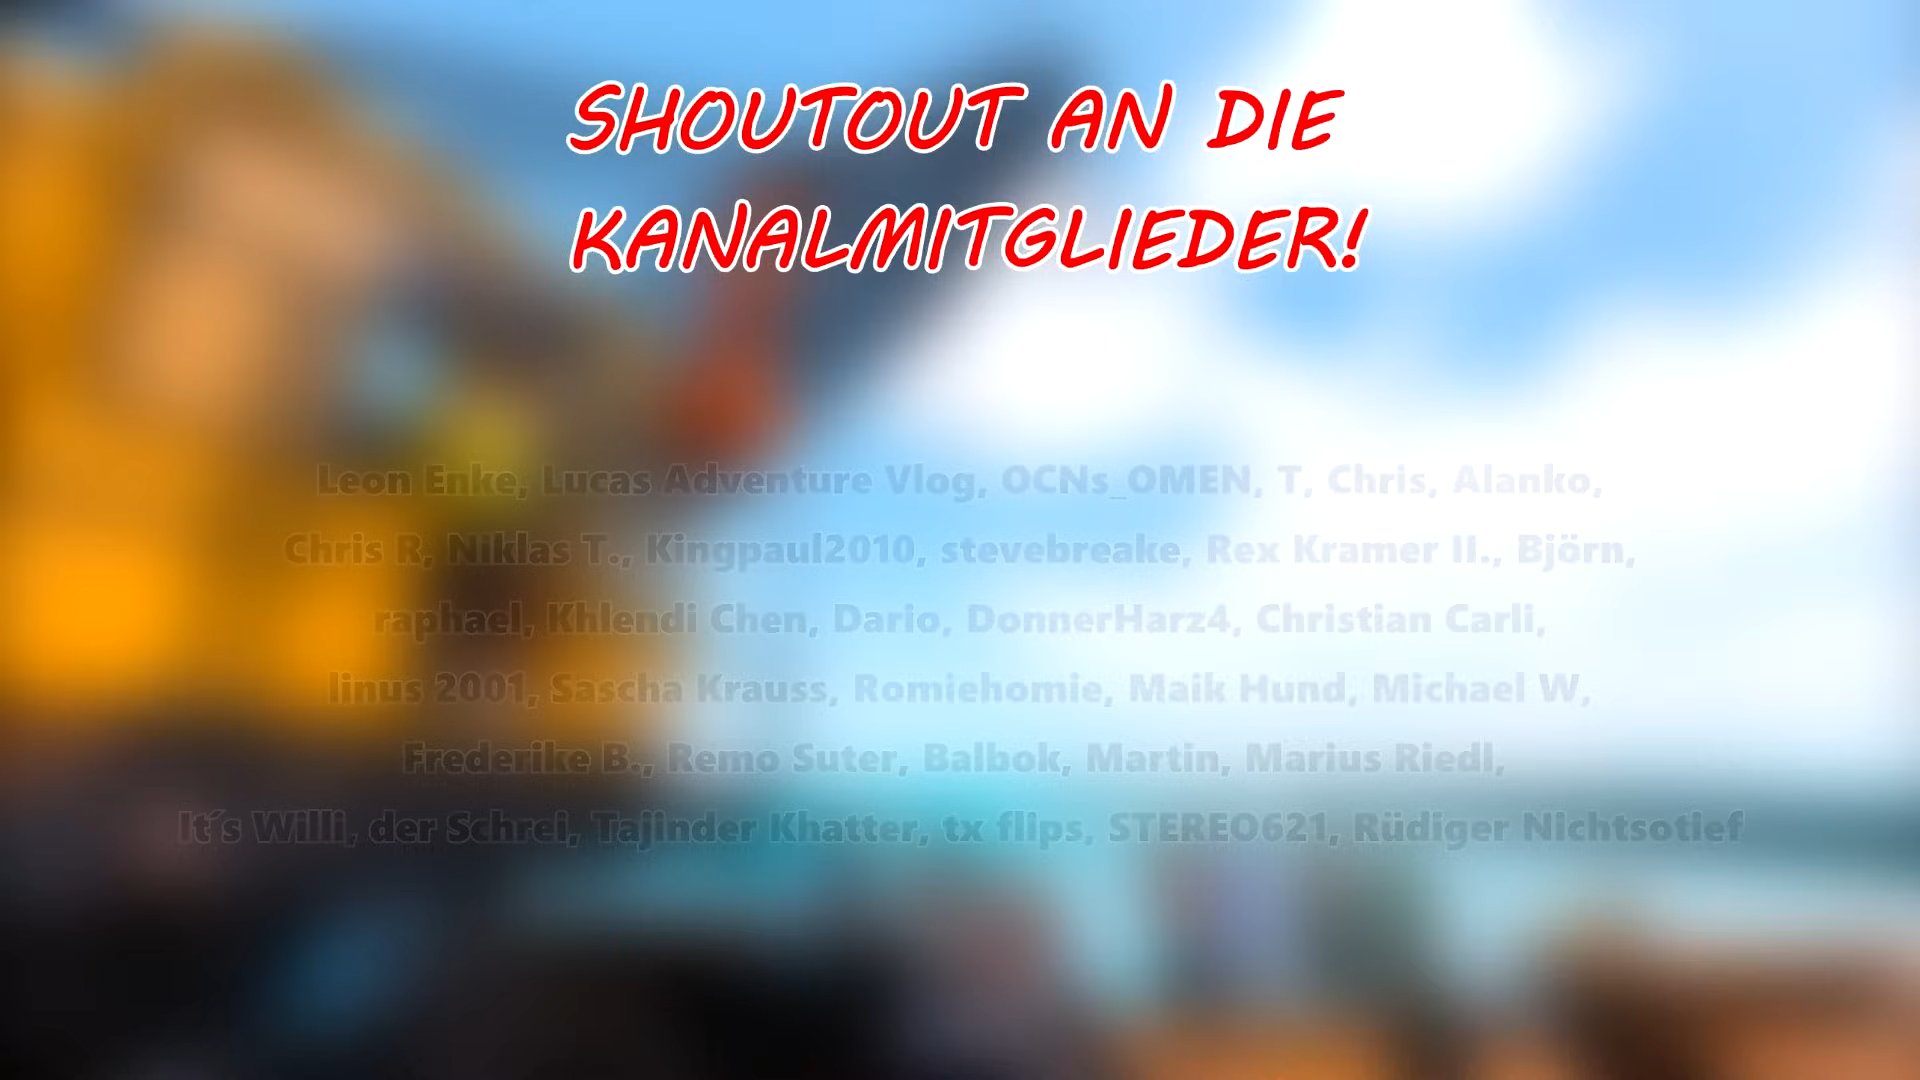 SHOUTOUT AN DIE
KANALMITGLIEDER!
Leon Enke, Lucas Adventure Vlog, OCNs_OMEN, T, Chris, Alanko,
Chris R, Niklas T., Kingpaul2010, stevebreake, Rex Kramer II., Björn,
raphael, Khlendi Chen, Dario, DonnerHarz4, Christian Carli,
linus 2001, Sascha Krauss, Romiehomie, Maik Hund, Michael W,
Frederike B., Remo Suter, Balbok, Martin, Marius Riedl,
It´s Willi, der Schrei, Tajinder Khatter, tx flips, STEREO621, Rüdiger Nichtsotief